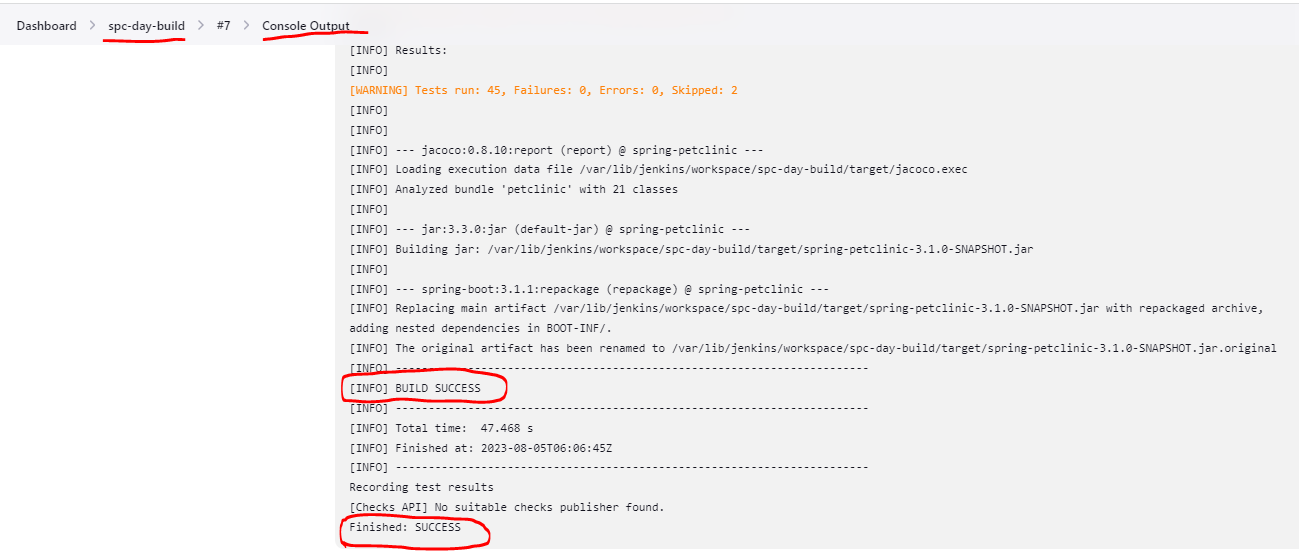 Dashboard > spc-day-build > #7 > Console Output
[INFO] Results:
[INFO]
[WARNING] Tests run: 45, Failures: 0, Errors: 0, Skipped: 2
[INFO]
[INFO]
[INFO] --- jacoco:0.8.10:report (report) @ spring-petclinic ---
[INFO] Loading execution data file /var/lib/jenkins/workspace/spc-day-build/target/jacoco.exec
[INFO] Analyzed bundle 'petclinic' with 21 classes
[INFO]
[INFO] --- jar:3.3.0:jar (default-jar) @ spring-petclinic ---
[INFO] Building jar: /var/lib/jenkins/workspace/spc-day-build/target/spring-petclinic-3.1.0-SNAPSHOT.jar
[INFO]
[INFO] --- spring-boot:3.1.1:repackage (repackage) @ spring-petclinic ---
[INFO] Replacing main artifact /var/lib/jenkins/workspace/spc-day-build/target/spring-petclinic-3.1.0-SNAPSHOT.jar with repackaged archive,
adding nested dependencies in BOOT-INF/.
[INFO] The original artifact has been renamed to /var/lib/jenkins/workspace/spc-day-build/target/spring-petclinic-3.1.0-SNAPSHOT.jar.original
[INFO] ------------------------------------------------------------------------
[INFO] BUILD SUCCESS
[INFO] ------------------------------------------------------------------------
[INFO] Total time:  47.468 s
[INFO] Finished at: 2023-08-05T06:06:45Z
[INFO] ------------------------------------------------------------------------
Recording test results
[Checks API] No suitable checks publisher found.
Finished: SUCCESS